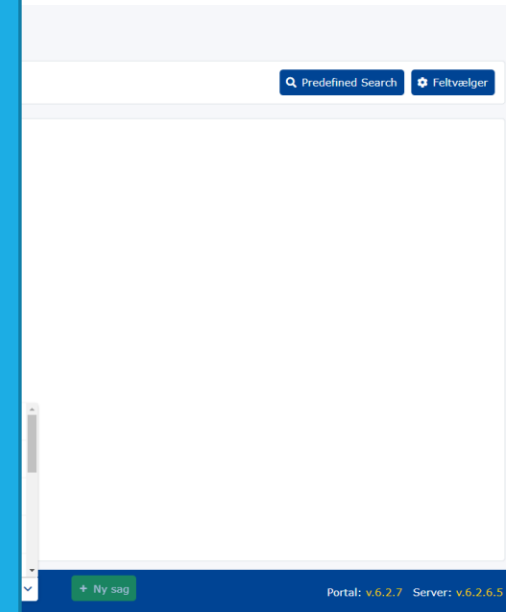 Predefined Search Feltvælger
+ Ny sag Portal: v.6.2.7 Server: v.6.2.6.5